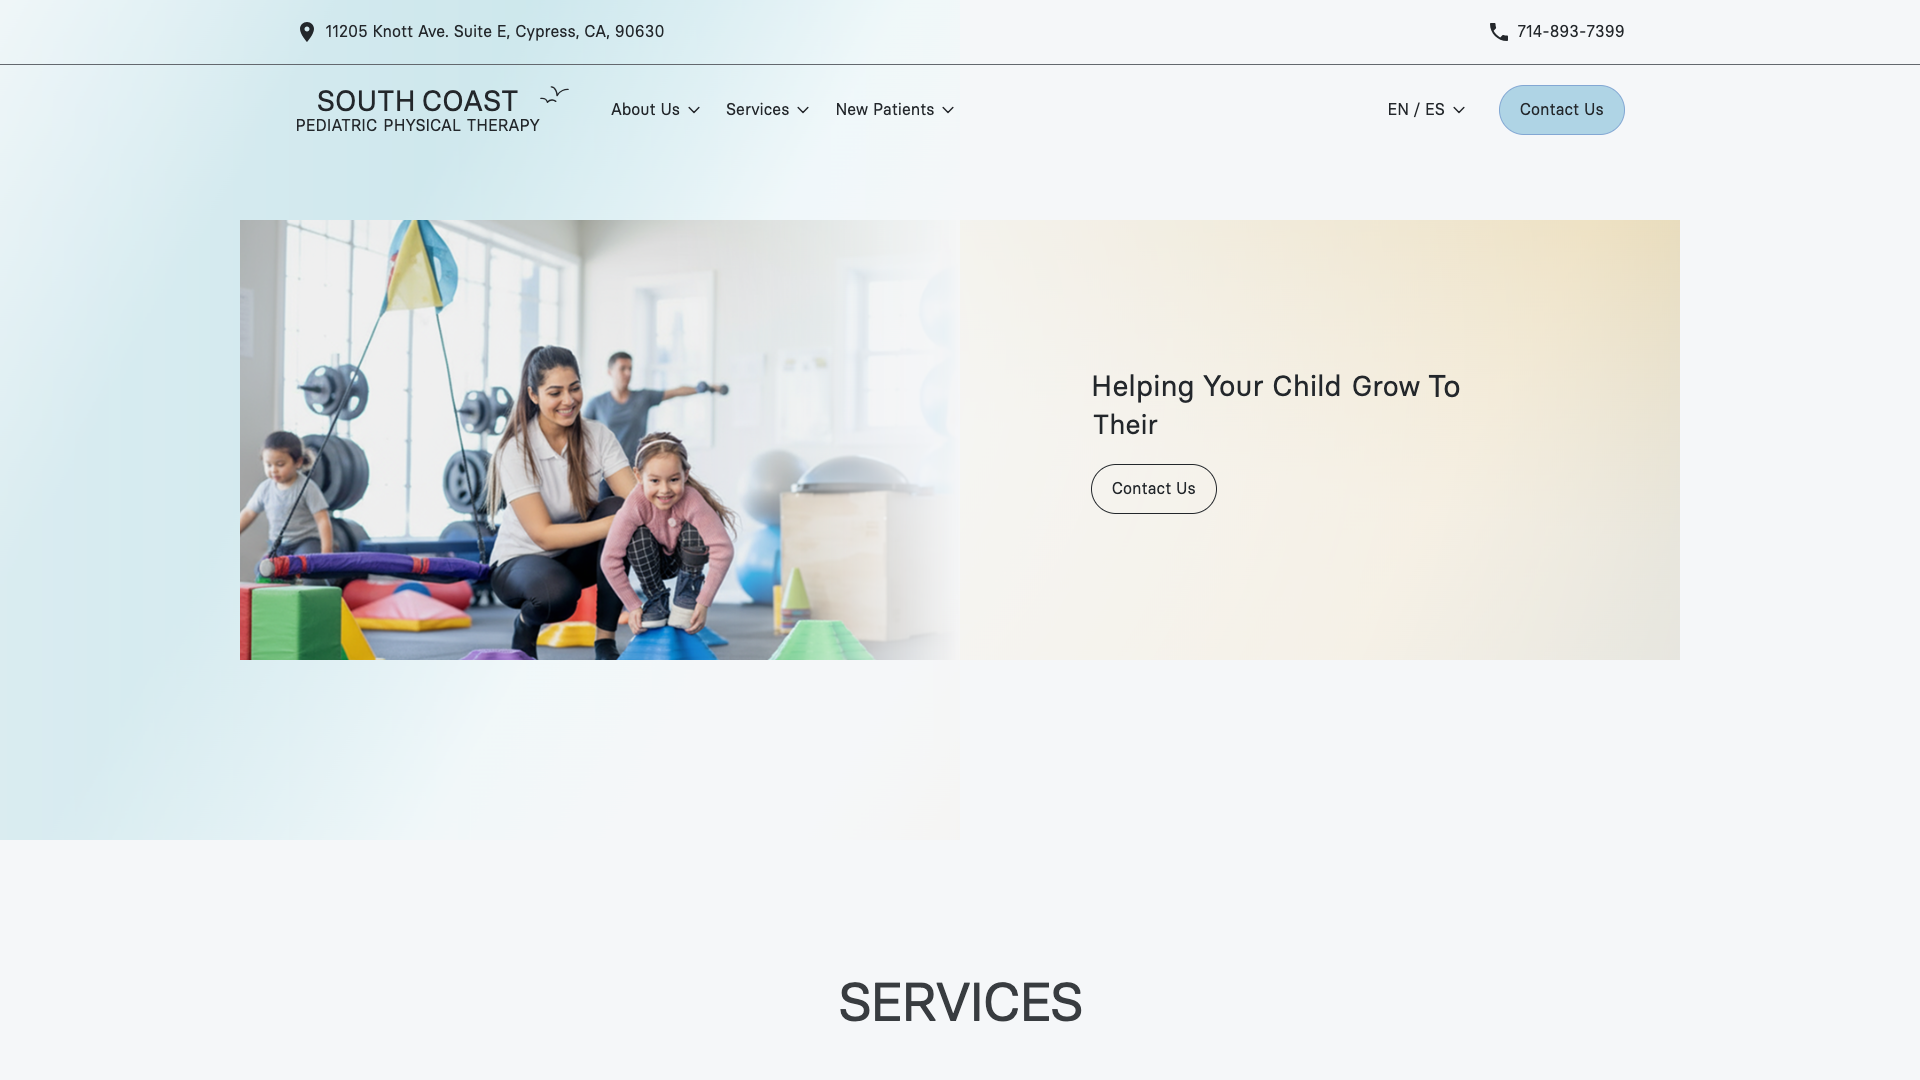 11205 Knott Ave. Suite E, Cypress, CA, 90630
714-893-7399
SOUTH COAST
PEDIATRIC PHYSICAL THERAPY
About Us
Services
New Patients
EN / ES
Contact Us
Helping Your Child Grow To
Their
Contact Us
SERVICES